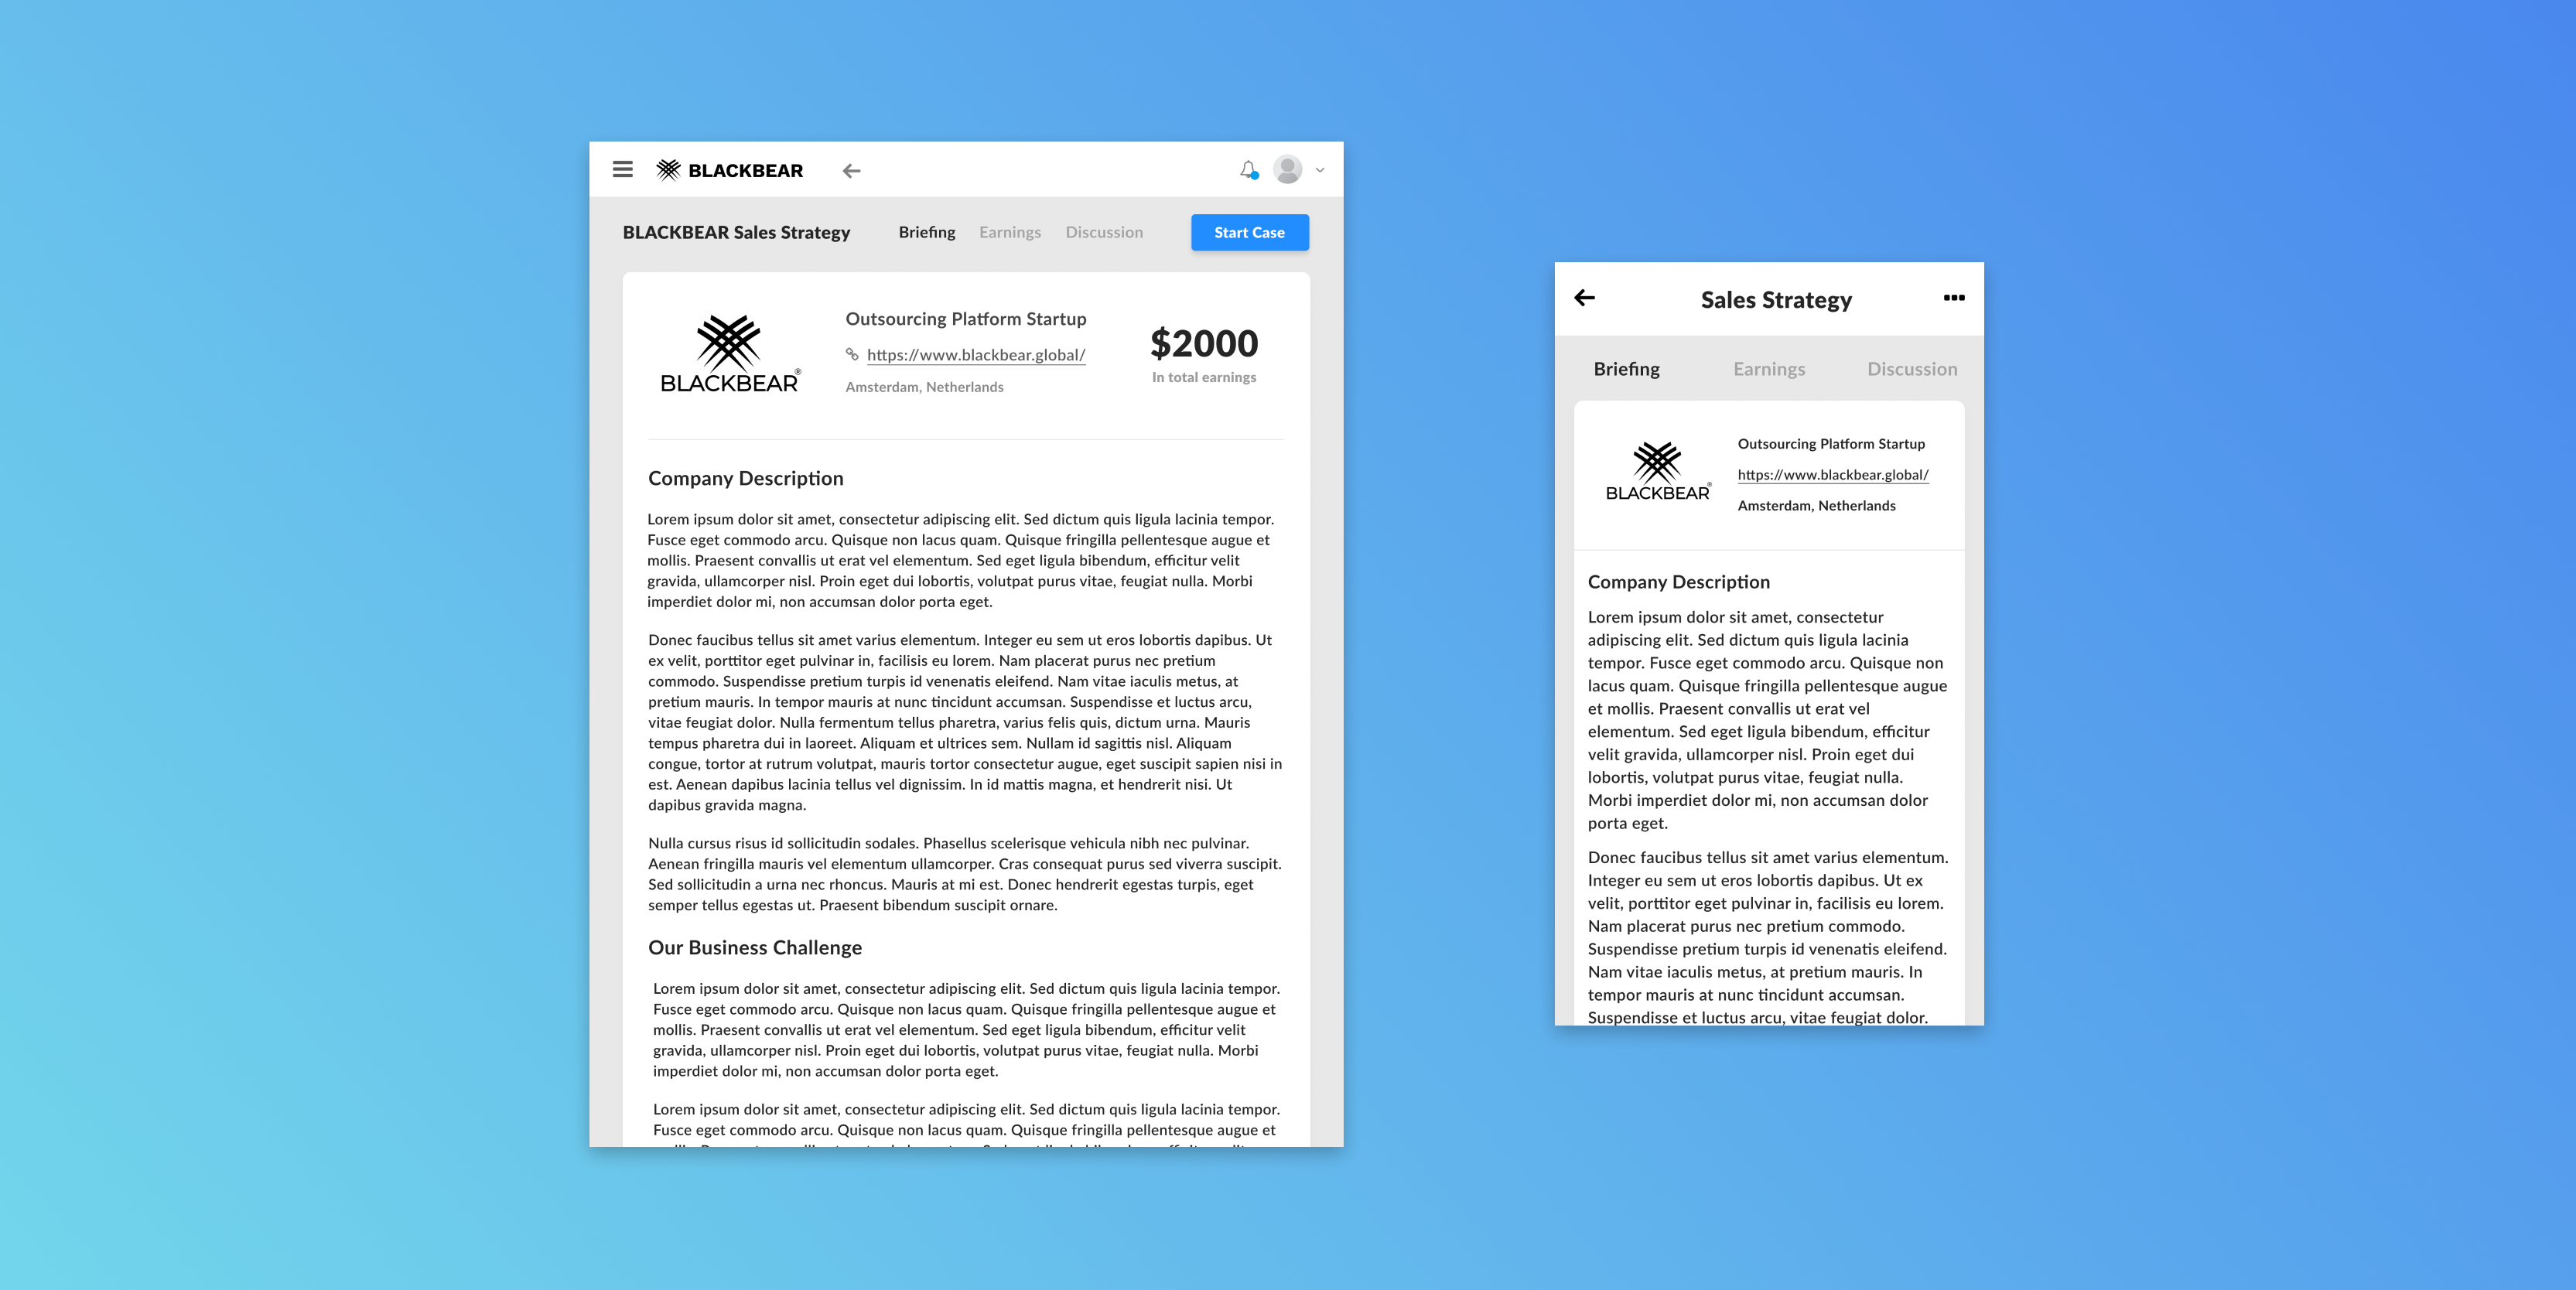 BLACKBEAR
BLACKBEAR Sales Strategy
Briefing
Earnings
Discussion
Start Case
BLACKBEAR®
Outsourcing Platform Startup
https://www.blackbear.global/
Amsterdam, Netherlands
$2000
In total earnings
Company Description
Lorem ipsum dolor sit amet, consectetur adipiscing elit. Sed dictum quis ligula lacinia tempor.
Fusce eget commodo arcu. Quisque non lacus quam. Quisque fringilla pellentesque augue et
mollis. Praesent convallis ut erat vel elementum. Sed eget ligula bibendum, efficitur velit
gravida, ullamcorper nisl. Proin eget dui lobortis, volutpat purus vitae, feugiat nulla. Morbi
imperdiet dolor mi, non accumsan dolor porta eget.
Donec faucibus tellus sit amet varius elementum. Integer eu sem ut eros lobortis dapibus. Ut
ex velit, porttitor eget pulvinar in, facilisis eu lorem. Nam placerat purus nec pretium
commodo. Suspendisse pretium turpis id venenatis eleifend. Nam vitae iaculis metus, at
pretium mauris. In tempor mauris at nunc tincidunt accumsan. Suspendisse et luctus arcu,
vitae feugiat dolor. Nulla fermentum tellus pharetra, varius felis quis, dictum urna. Mauris
tempus pharetra dui in laoreet. Aliquam et ultrices sem. Nullam id sagittis nisl. Aliquam
congue, tortor at rutrum volutpat, mauris tortor consectetur augue, eget suscipit sapien nisi in
est. Aenean dapibus lacinia tellus vel dignissim. In id mattis magna, et hendrerit nisi. Ut
dapibus gravida magna.
Nulla cursus risus id sollicitudin sodales. Phasellus scelerisque vehicula nibh nec pulvinar.
Aenean fringilla mauris vel elementum ullamcorper. Cras consequat purus sed viverra suscipit.
Sed sollicitudin a urna nec rhoncus. Mauris at mi est. Donec hendrerit egestas turpis, eget
semper tellus egestas ut. Praesent bibendum suscipit ornare.
Our Business Challenge
Lorem ipsum dolor sit amet, consectetur adipiscing elit. Sed dictum quis ligula lacinia tempor.
Fusce eget commodo arcu. Quisque non lacus quam. Quisque fringilla pellentesque augue et
mollis. Praesent convallis ut erat vel elementum. Sed eget ligula bibendum, efficitur velit
gravida, ullamcorper nisl. Proin eget dui lobortis, volutpat purus vitae, feugiat nulla. Morbi
imperdiet dolor mi, non accumsan dolor porta eget.
Lorem ipsum dolor sit amet, consectetur adipiscing elit. Sed dictum quis ligula lacinia tempor.
Fusce eget commodo arcu. Quisque non lacus quam. Quisque fringilla pellentesque augue et
Sales Strategy
Briefing
Earnings
Discussion
BLACKBEAR®
Outsourcing Platform Startup
https://www.blackbear.global/
Amsterdam, Netherlands
Company Description
Lorem ipsum dolor sit amet, consectetur
adipiscing elit. Sed dictum quis ligula lacinia
tempor. Fusce eget commodo arcu. Quisque non
lacus quam. Quisque fringilla pellentesque augue
et mollis. Praesent convallis ut erat vel
elementum. Sed eget ligula bibendum, efficitur
velit gravida, ullamcorper nisl. Proin eget dui
lobortis, volutpat purus vitae, feugiat nulla.
Morbi imperdiet dolor mi, non accumsan dolor
porta eget.
Donec faucibus tellus sit amet varius elementum.
Integer eu sem ut eros lobortis dapibus. Ut ex
velit, porttitor eget pulvinar in, facilisis eu lorem.
Nam placerat purus nec pretium commodo.
Suspendisse pretium turpis id venenatis eleifend.
Nam vitae iaculis metus, at pretium mauris. In
tempor mauris at nunc tincidunt accumsan.
Suspendisse et luctus arcu, vitae feugiat dolor.